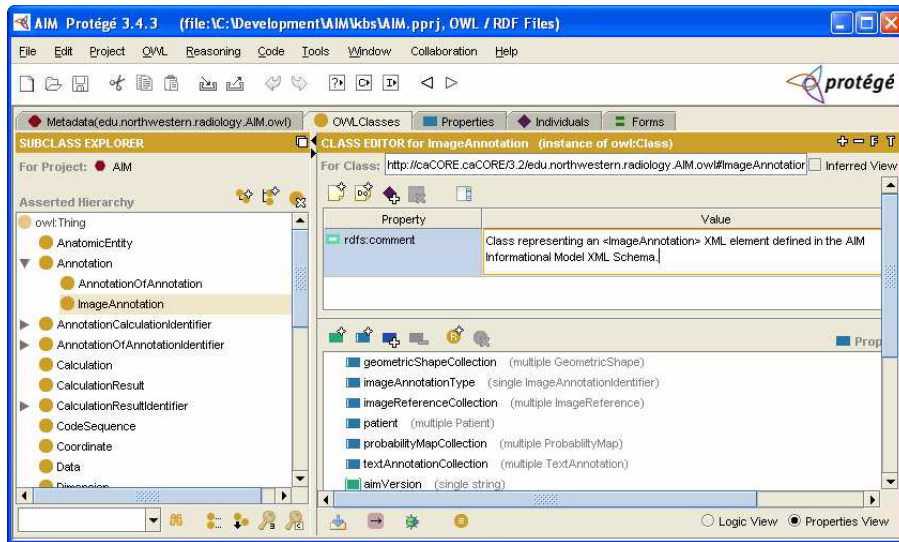 AIM Protégé 3.4.3 (file:\C:\Development\AIM\kbs\AIM.pprj, OWL / RDF Files)
File Edit Project OWL Reasoning Code Tools Window Collaboration Help
protégé
Metadata(edu.northwestern.radiology.AIM.owl) OWLClasses Properties Individuals Forms
SUBCLASS EXPLORER
CLASS EDITOR for ImageAnnotation (instance of owl:Class)
For Project: AIM
For Class: http://caCORE.caCORE/3.2/edu.northwestern.radiology.AIM.owl#ImageAnnotation Inferred View
Asserted Hierarchy
owl:Thing
AnatomicEntity
Annotation
AnnotationOfAnnotation
ImageAnnotation
AnnotationCalculationIdentifier
AnnotationOfAnnotationIdentifier
Calculation
CalculationResult
CalculationResultIdentifier
CodeSequence
Coordinate
Data
Dimension
Property Value
rdfs:comment
Class representing an <ImageAnnotation> XML element defined in the AIM
Informational Model XML Schema.
Prop
geometricShapeCollection (multiple GeometricShape)
imageAnnotationType (single ImageAnnotationIdentifier)
imageReferenceCollection (multiple ImageReference)
patient (multiple Patient)
probabilityMapCollection (multiple ProbabliltyMap)
textAnnotationCollection (multiple TextAnnotation)
aimVersion (single string)
Logic View Properties View